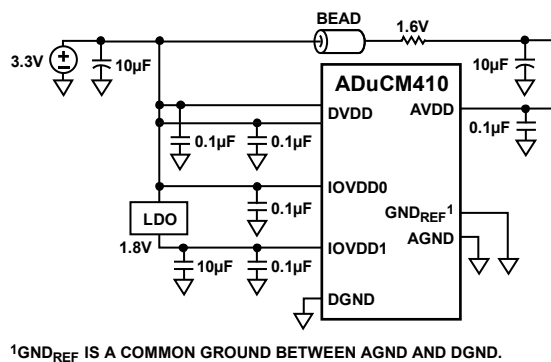 BEAD
1.6V
3.3V
10µF
10µF
ADuCM410
DVDD
AVDD
0.1µF
0.1µF
0.1µF
IOVDD0
0.1µF
GNDREF1
LDO
AGND
1.8V
IOVDD1
10µF
0.1µF
DGND
1GNDREF IS A COMMON GROUND BETWEEN AGND AND DGND.